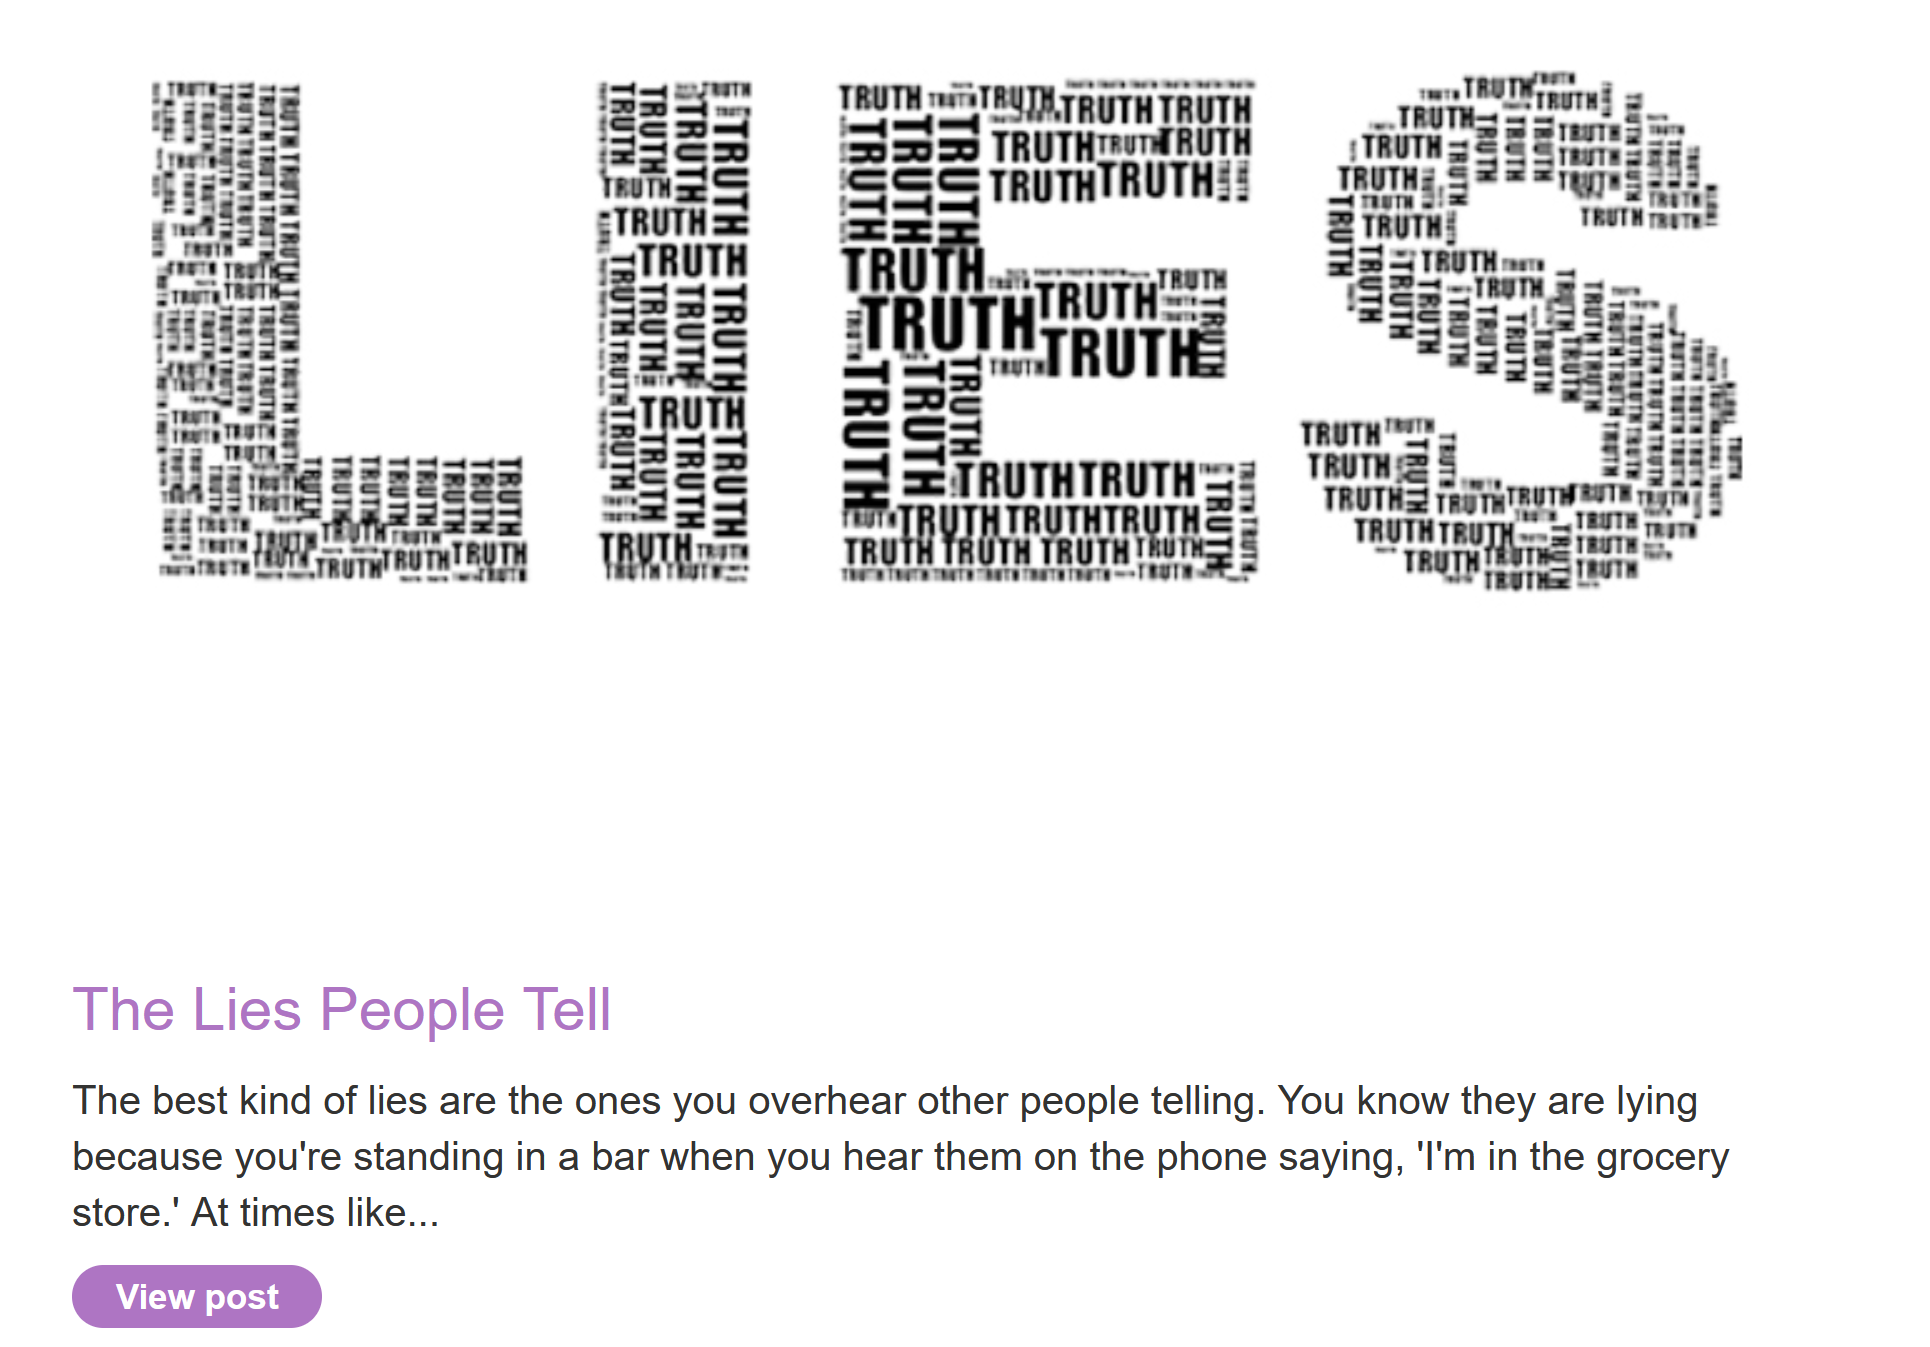 LIES
TRUTH
The Lies People Tell
The best kind of lies are the ones you overhear other people telling. You know they are lying
because you're standing in a bar when you hear them on the phone saying, 'I'm in the grocery
store.' At times like...
View post